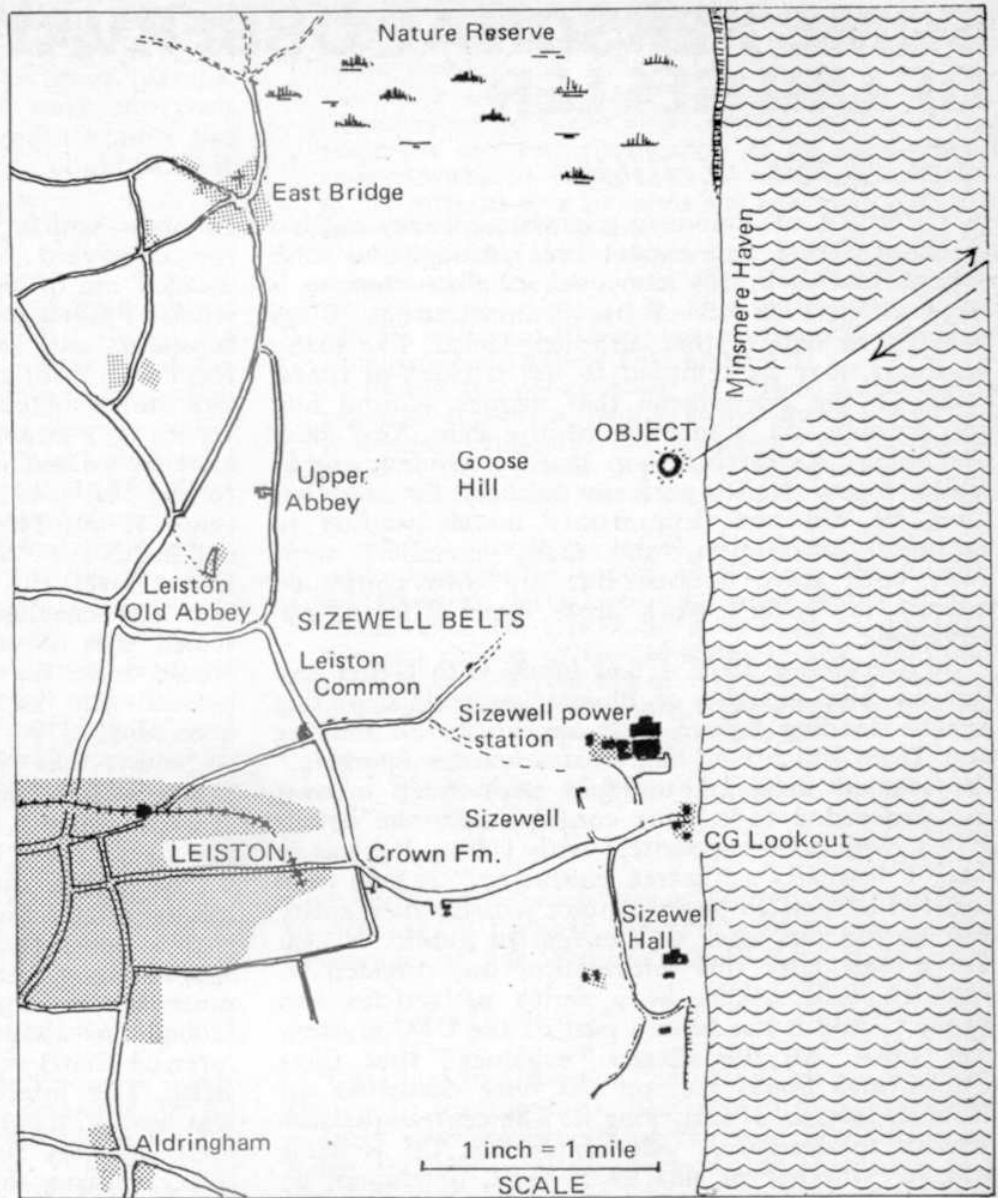 Nature Reserve
East Bridge
Minsmere Haven
OBJECT
Goose
Hill
Upper
Abbey
Leiston
Old Abbey
SIZEWELL BELTS
Leiston
Common
Sizewell power
station
Sizewell
CG Lookout
LEISTON
Crown Fm.
Sizewell
Hall
Aldringham
1 inch = 1 mile
SCALE